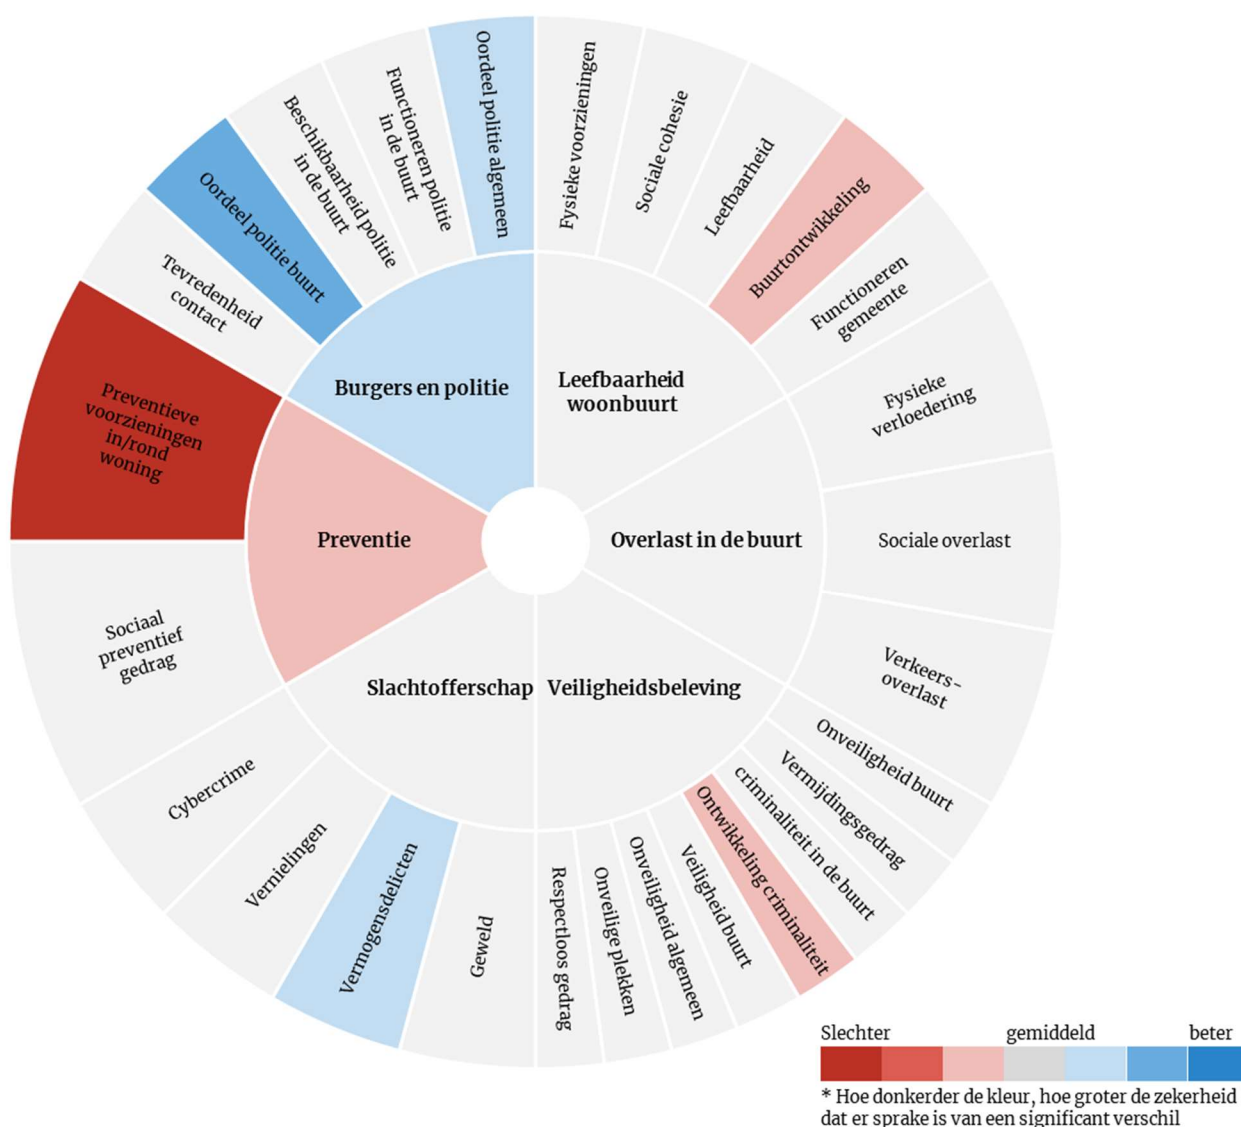 Fysieke voorzieningen
Sociale cohesie
Leefbaarheid
Buurtontwikkeling
Functioneren
gemeente
Fysieke
verloedering
Sociale overlast
Verkeers-
overlast
Onveiligheid buurt
Vermijdingsgedrag
criminaliteit in de buurt
Ontwikkeling criminaliteit
Veiligheid buurt
Onveiligheid algemeen
Onveilige plekken
Respectloos gedrag
Geweld
Vermogensdelicten
Vernielingen
Cybercrime
Sociaal
preventief
gedrag
Preventieve
voorzieningen
in/rond
woning
Tevredenheid
contact
Oordeel politie buurt
Beschikbaarheid politie
in de buurt
Functioneren politie
in de buurt
Oordeel politie algemeen
Burgers en politie
Leefbaarheid
woonbuurt
Preventie
Overlast in de buurt
Slachtofferschap
Veiligheidsbeleving
Slechter gemiddeld beter
* Hoe donkerder de kleur, hoe groter de zekerheid
dat er sprake is van een significant verschil